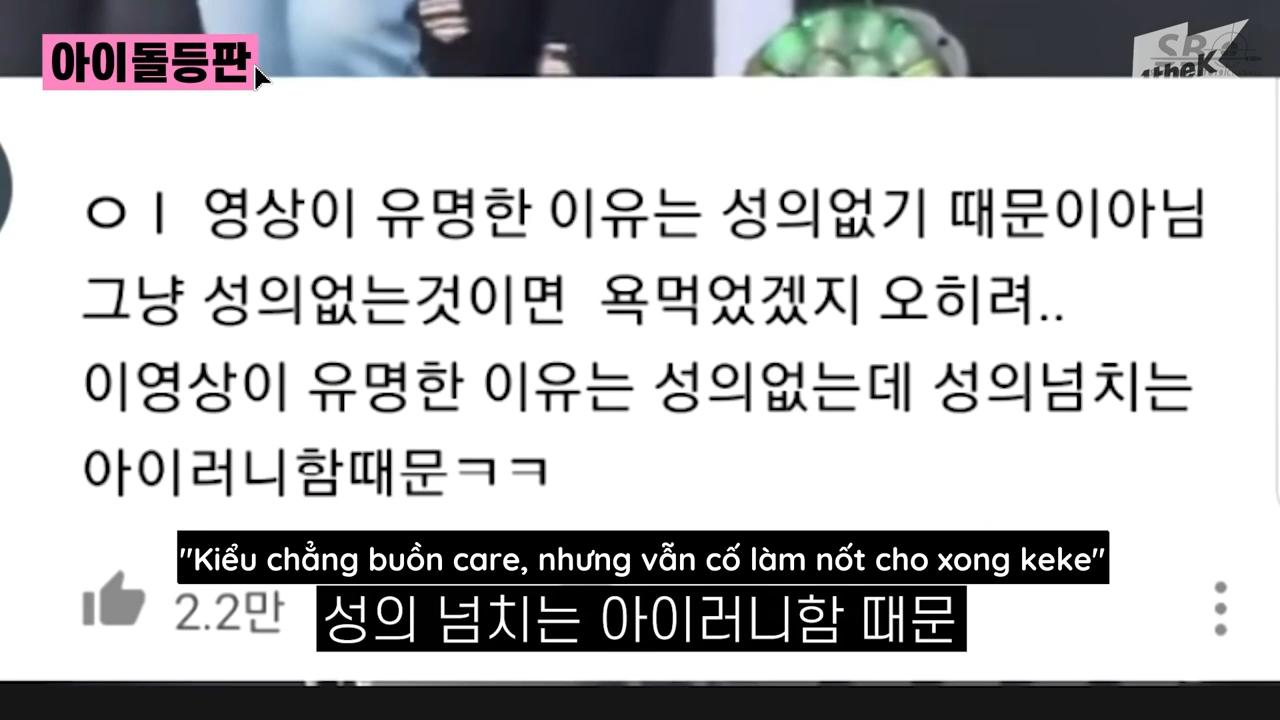 아이돌등판
1theK
ㅇㅣ 영상이 유명한 이유는 성의없기 때문이아님
그냥 성의없는것이면 욕먹었겠지 오히려..
이영상이 유명한 이유는 성의없는데 성의넘치는
아이러니함때문ㅋㅋ
"Kiểu chẳng buồn care, nhưng vẫn cố làm nốt cho xong keke"
2.2만
성의 넘치는 아이러니함 때문